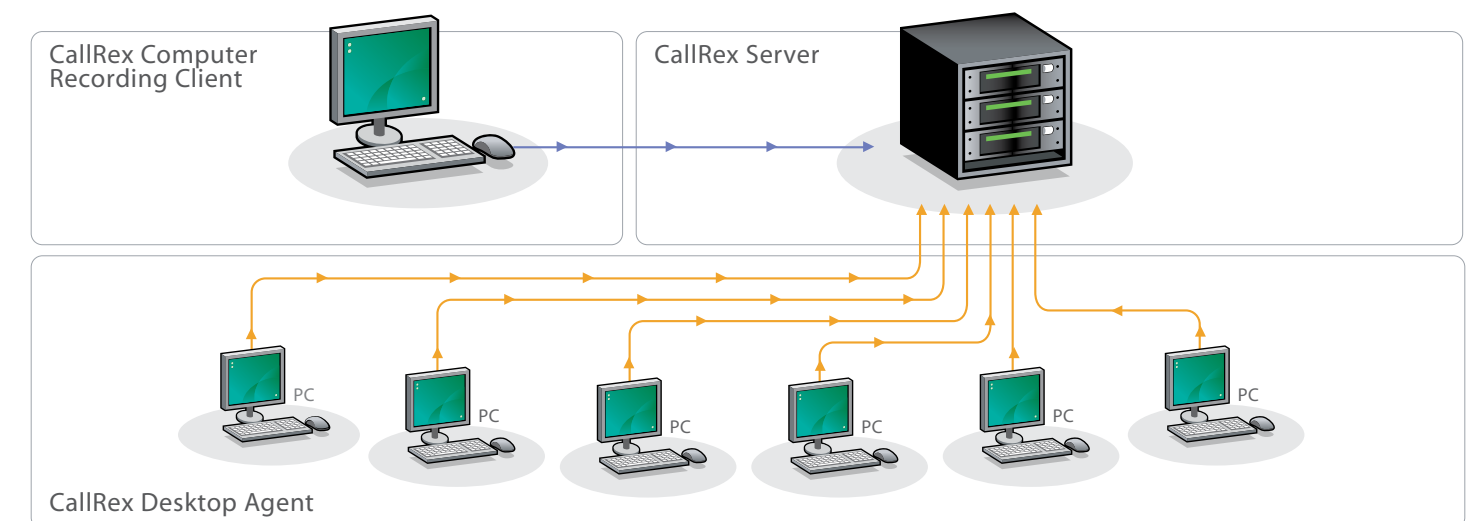 CallRex Computer
Recording Client
CallRex Server
PC
PC
PC
PC
PC
PC
CallRex Desktop Agent